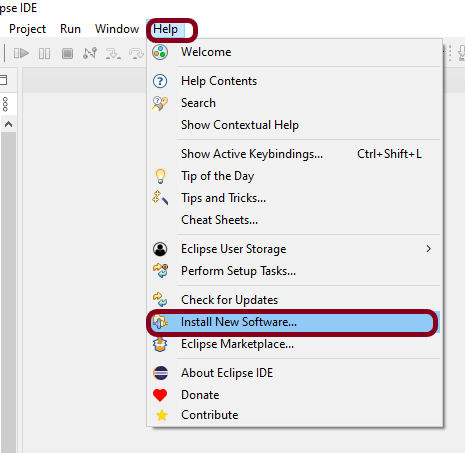 pse IDE
Project Run Window Help
Welcome
Help Contents
Search
Show Contextual Help
Show Active Keybindings... Ctrl+Shift+L
Tip of the Day
Tips and Tricks...
Cheat Sheets...
Eclipse User Storage
Perform Setup Tasks...
Check for Updates
Install New Software...
Eclipse Marketplace...
About Eclipse IDE
Donate
Contribute